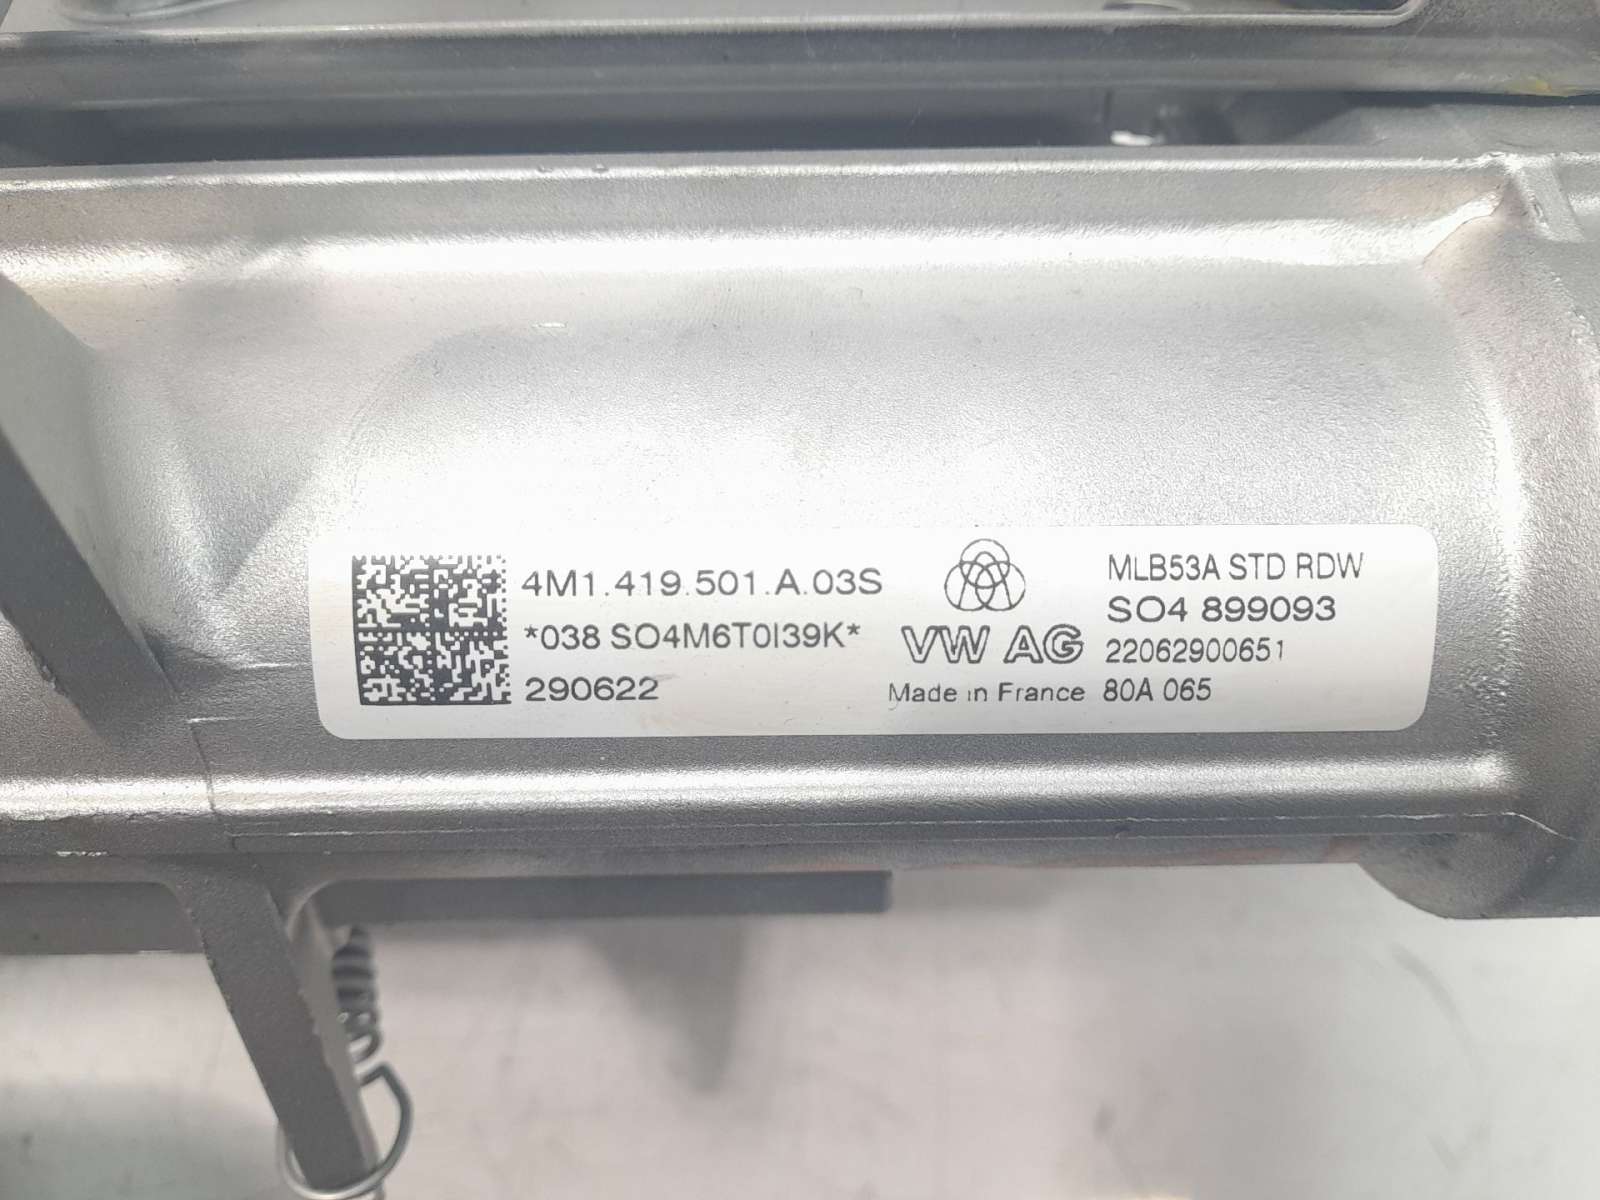 4M1.419.501.A.03S
*038 SO4M6T0I39K*
290622
VW AG
Made in France
MLB53A STD RDW
SO4 899093
22062900651
80A 065